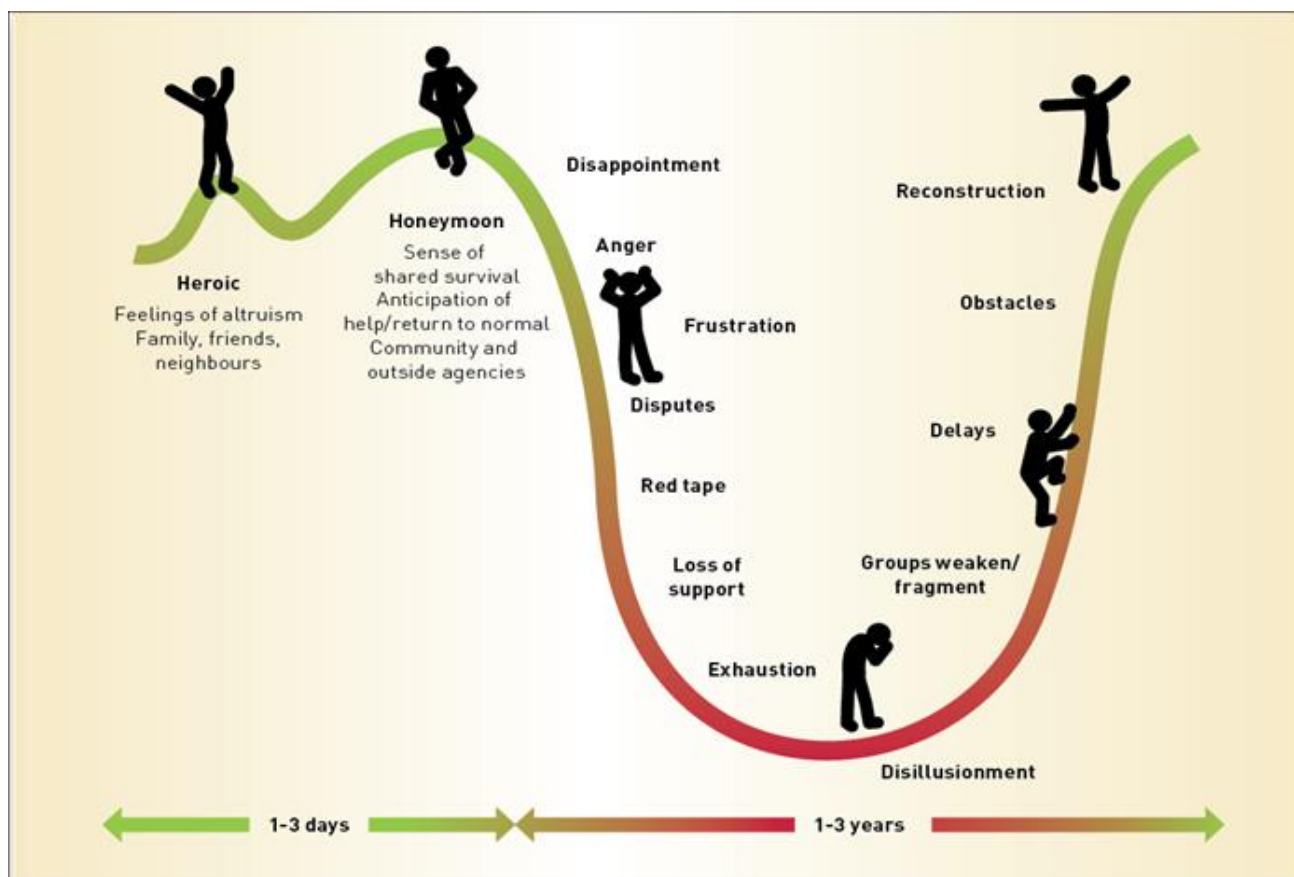 Heroic
Feelings of altruism
Family, friends,
neighbours
Honeymoon
Sense of
shared survival
Anticipation of
help/return to normal
Community and
outside agencies
Disappointment
Anger
Frustration
Disputes
Red tape
Loss of
support
Exhaustion
Disillusionment
Groups weaken/
fragment
Delays
Obstacles
Reconstruction
1-3 days
1-3 years